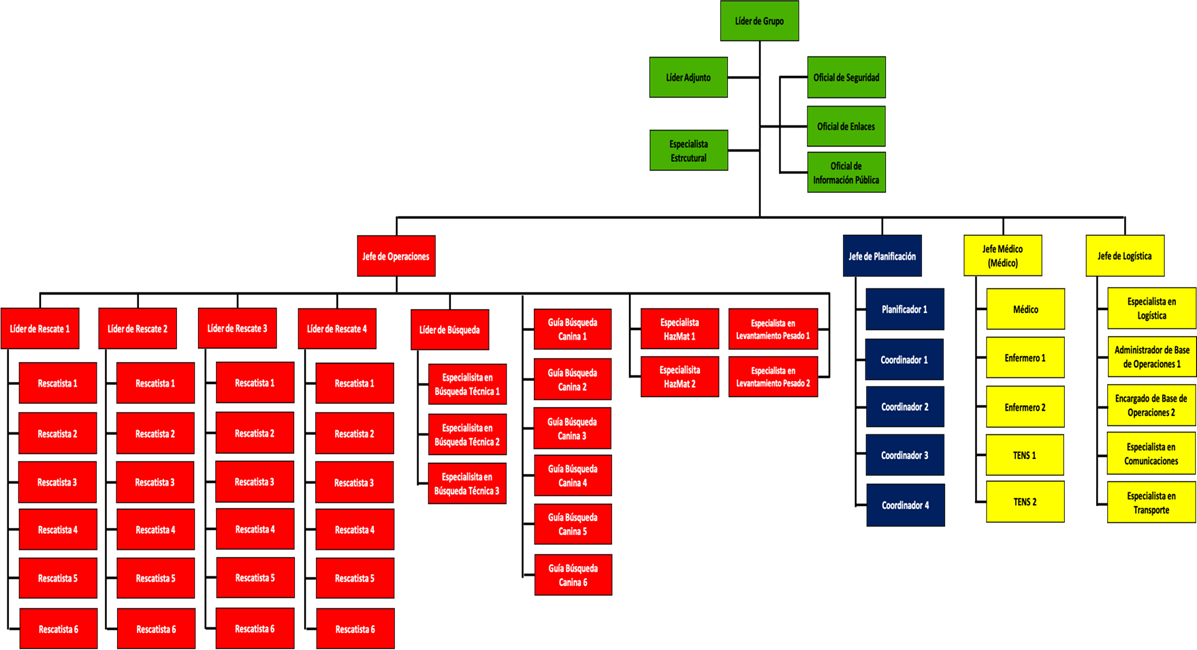 Líder de Grupo
Líder Adjunto
Oficial de Seguridad
Oficial de Enlaces
Especialista
Estrcutural
Oficial de
Información Pública
Jefe de Operaciones
Jefe de Planificación
Jefe Médico
(Médico)
Jefe de Logística
Líder de Rescate 1
Rescatista 1
Rescatista 2
Rescatista 3
Rescatista 4
Rescatista 5
Rescatista 6
Líder de Rescate 2
Rescatista 1
Rescatista 2
Rescatista 3
Rescatista 4
Rescatista 5
Rescatista 6
Líder de Rescate 3
Rescatista 1
Rescatista 2
Rescatista 3
Rescatista 4
Rescatista 5
Rescatista 6
Líder de Rescate 4
Rescatista 1
Rescatista 2
Rescatista 3
Rescatista 4
Rescatista 5
Rescatista 6
Líder de Búsqueda
Especialisita en
Búsqueda Técnica 1
Especialisita en
Búsqueda Técnica 2
Especialisita en
Búsqueda Técnica 3
Guía Búsqueda
Canina 1
Guía Búsqueda
Canina 2
Guía Búsqueda
Canina 3
Guía Búsqueda
Canina 4
Guía Búsqueda
Canina 5
Guía Búsqueda
Canina 6
Especialista
HazMat 1
Especialisita
HazMat 2
Especialista en
Levantamiento Pesado 1
Especialista en
Levantamiento Pesado 2
Planificador 1
Coordinador 1
Coordinador 2
Coordinador 3
Coordinador 4
Médico
Enfermero 1
Enfermero 2
TENS 1
TENS 2
Especialista en
Logística
Administrador de Base
de Operaciones 1
Encargado de Base de
Operaciones 2
Especialista en
Comunicaciones
Especialista en
Transporte